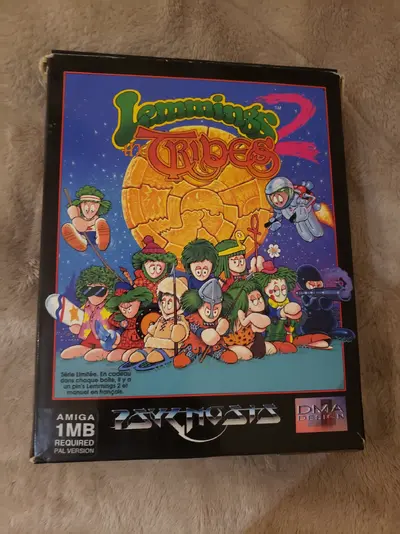 Lemmings
2
™
THE
TRIBES
Série Limitée. En cadeau
dans chaque boîte, il y a
un pin's Lemmings 2 et
manuel en français.
AMIGA
1MB
REQUIRED
PAL VERSION
PSYGNOSIS
DMA
DESIGN